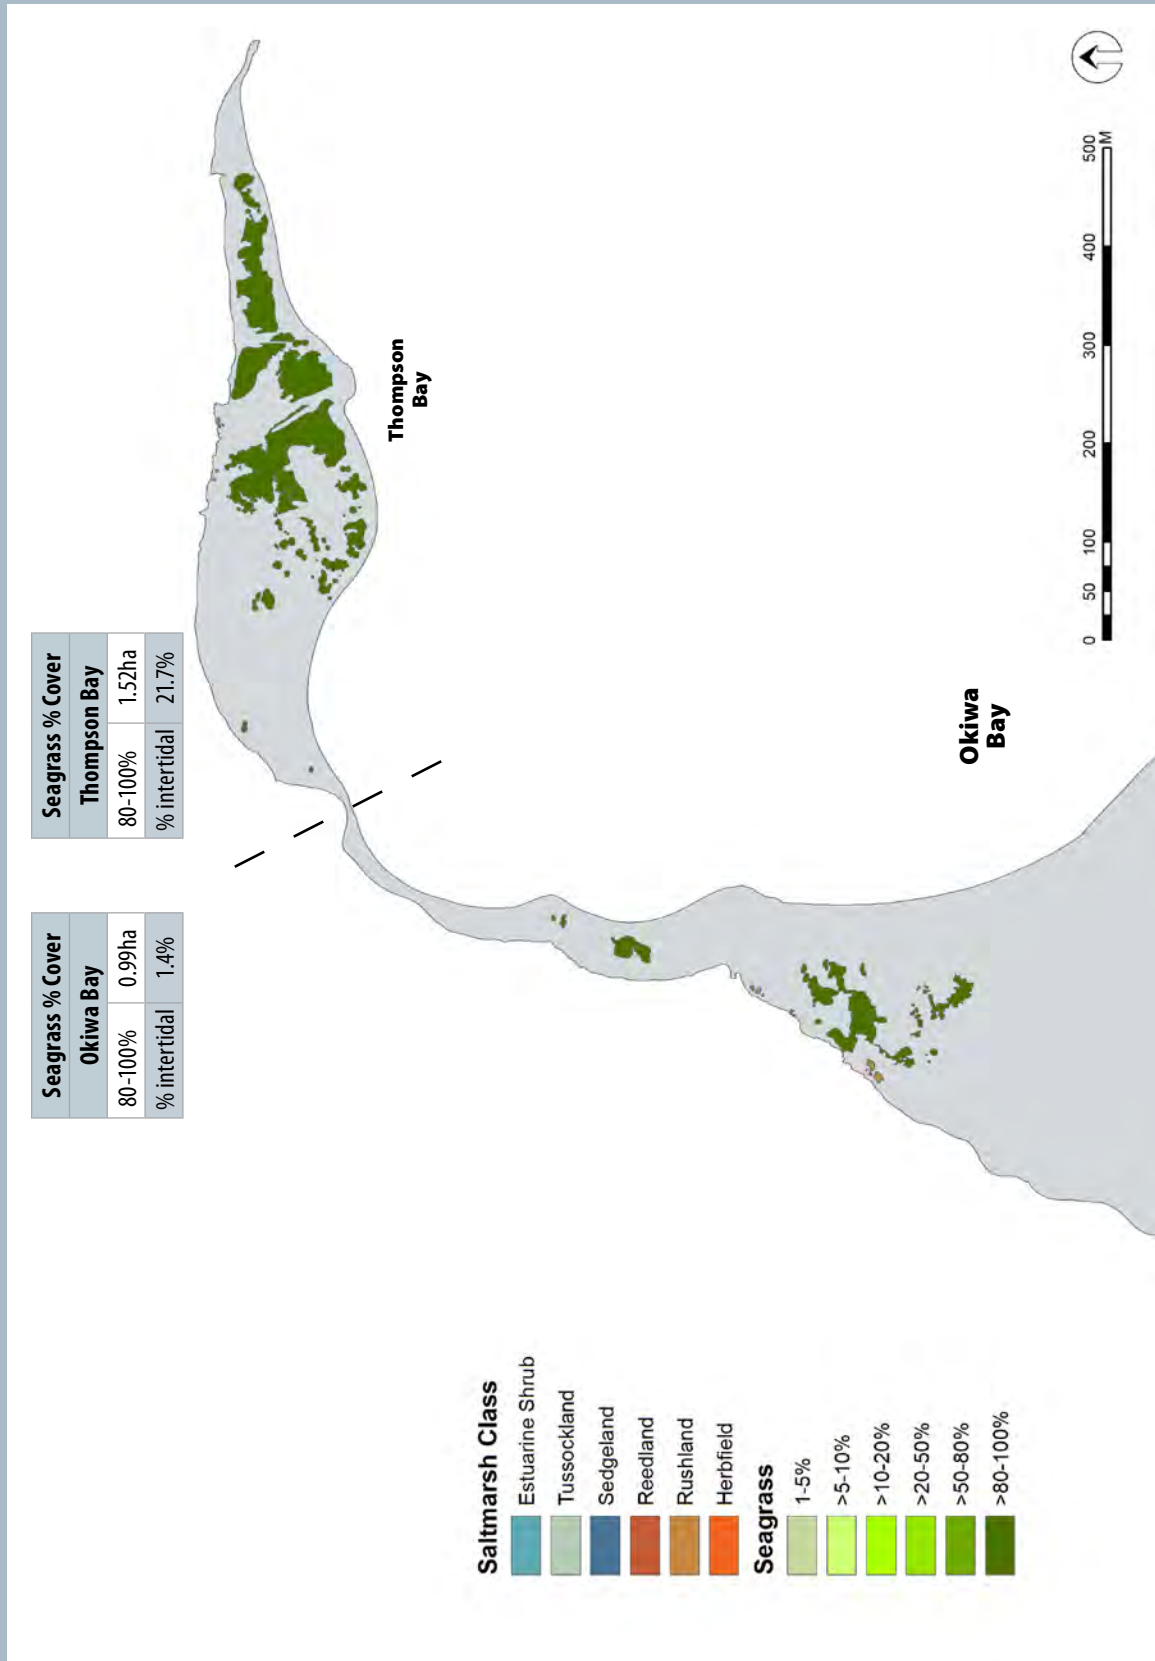 Seagrass % Cover
Okiwa Bay
80-100% 0.99ha
% intertidal 1.4%
Seagrass % Cover
Thompson Bay
80-100% 1.52ha
% intertidal 21.7%
Thompson
Bay
Okiwa
Bay
Saltmarsh Class
Estuarine Shrub
Tussockland
Sedgeland
Reedland
Rushland
Herbfield
Seagrass
1-5%
>5-10%
>10-20%
>20-50%
>50-80%
>80-100%
0 50 100 200 300 400 500
M